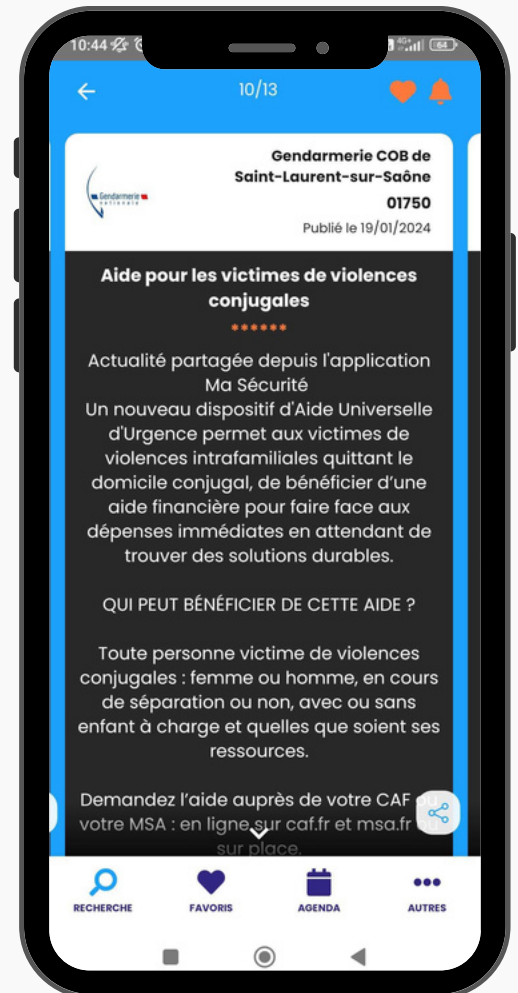 10:44
4G+
64
10/13
Gendarmerie
nationale
Gendarmerie COB de
Saint-Laurent-sur-Saône
01750
Publié le 19/01/2024
Aide pour les victimes de violences
conjugales
******
Actualité partagée depuis l'application
Ma Sécurité
Un nouveau dispositif d'Aide Universelle
d'Urgence permet aux victimes de
violences intrafamiliales quittant le
domicile conjugal, de bénéficier d'une
aide financière pour faire face aux
dépenses immédiates en attendant de
trouver des solutions durables.
QUI PEUT BÉNÉFICIER DE CETTE AIDE ?
Toute personne victime de violences
conjugales : femme ou homme, en cours
de séparation ou non, avec ou sans
enfant à charge et quelles que soient ses
ressources.
Demandez l'aide auprès de votre CAF ou
votre MSA : en ligne sur caf.fr et msa.fr ou
sur place.
RECHERCHE
FAVORIS
AGENDA
AUTRES